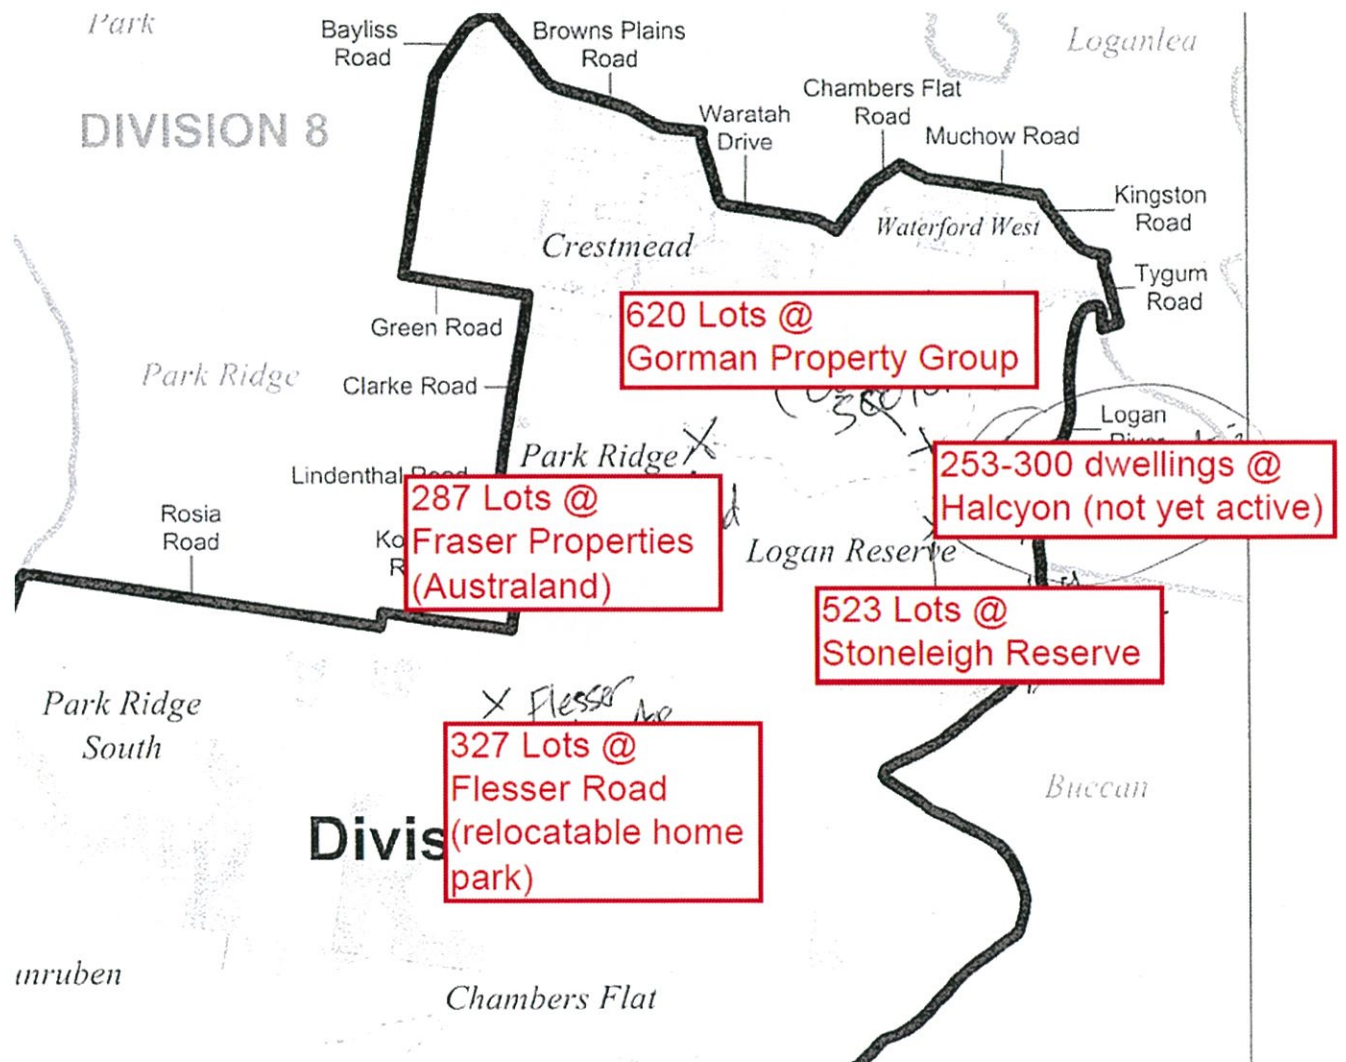 Park
Bayliss
Road
Browns Plains
Road
Loganlea
Chambers Flat
Road
DIVISION 8
Waratah
Drive
Muchow Road
Kingston
Road
Waterford West
Crestmead
Tygum
Road
620 Lots @
Gorman Property Group
Green Road
Park Ridge
Clarke Road
Logan
River
Park Ridge
253-300 dwellings @
Halcyon (not yet active)
Lindenthal Road
287 Lots @
Fraser Properties
(Australand)
Rosia
Road
Logan Reserve
523 Lots @
Stoneleigh Reserve
Park Ridge
South
X Flesser
327 Lots @
Flesser Road
(relocatable home
park)
Buccan
Divis
Chambers Flat